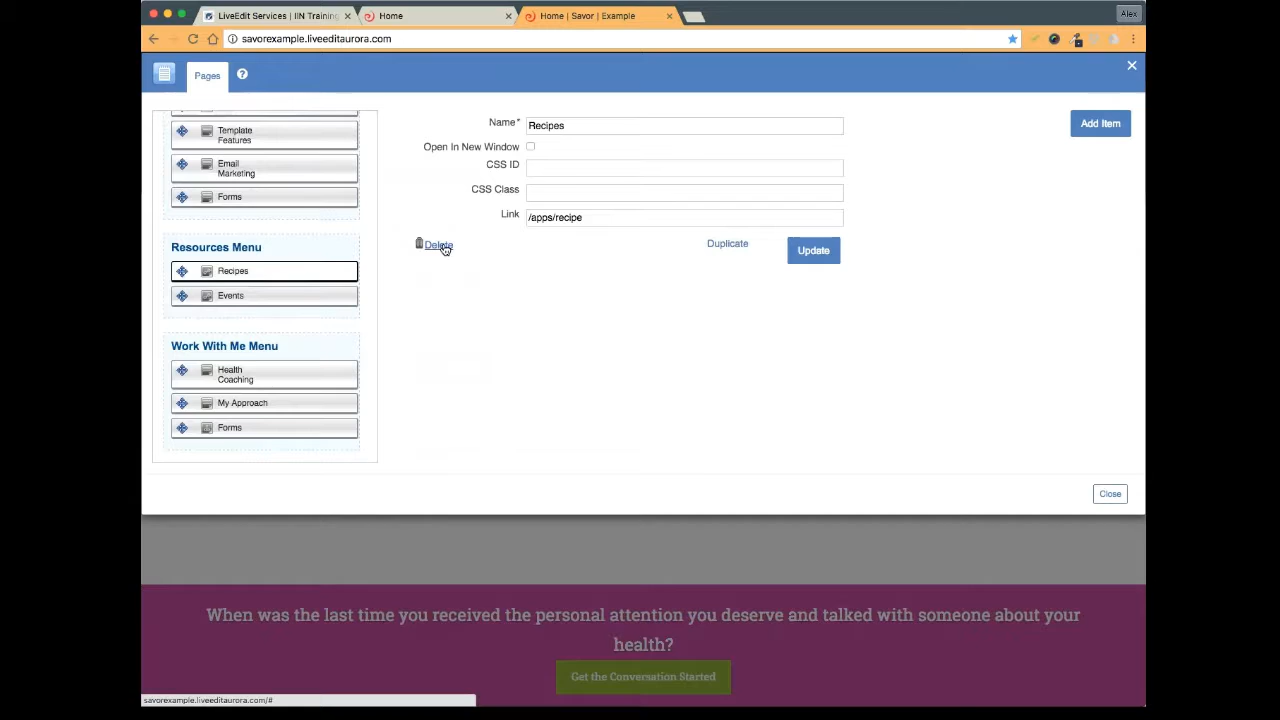 LiveEdit Services | IIN Training
Home
Home | Savor | Example
Alex
savorexample.liveeditaurora.com
Pages
Template
Features
Email
Marketing
Forms
Resources Menu
Recipes
Events
Work With Me Menu
Health
Coaching
My Approach
Forms
Name* Recipes
Open In New Window
CSS ID
CSS Class
Link /apps/recipe
Delete Duplicate Update
Add Item
Close
When was the last time you received the personal attention you deserve and talked with someone about your
health?
Get the Conversation Started
savorexample.liveeditaurora.com/#